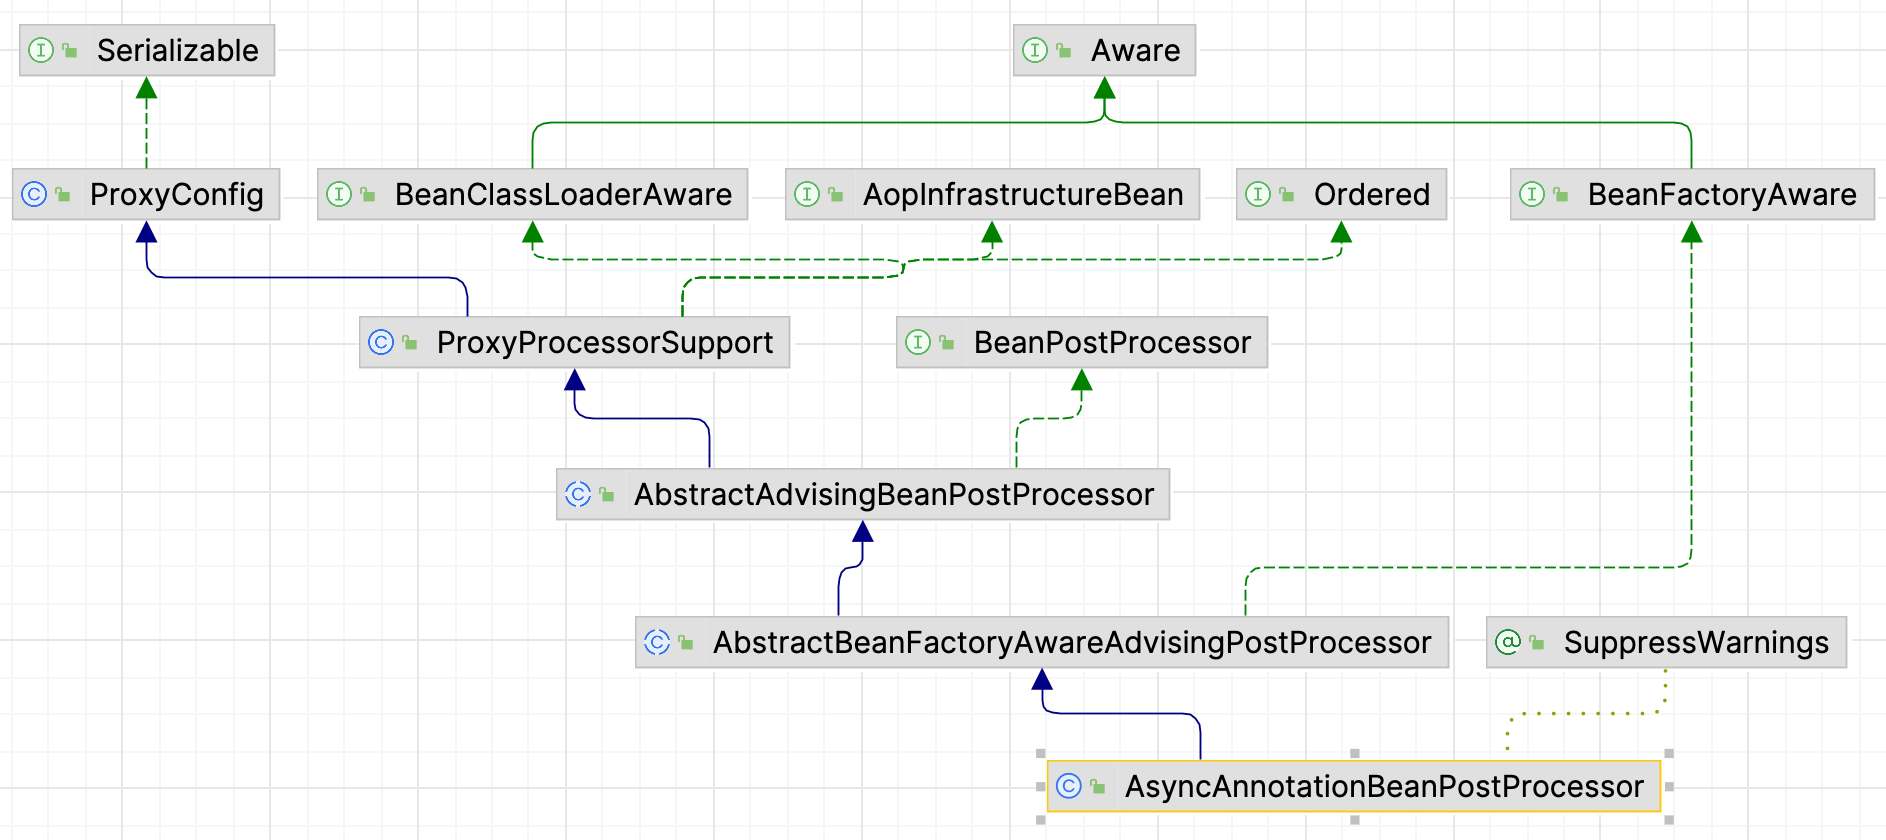 Serializable
Aware
ProxyConfig
BeanClassLoaderAware
AopInfrastructureBean
Ordered
BeanFactoryAware
ProxyProcessorSupport
BeanPostProcessor
AbstractAdvisingBeanPostProcessor
AbstractBeanFactoryAwareAdvisingPostProcessor
SuppressWarnings
AsyncAnnotationBeanPostProcessor